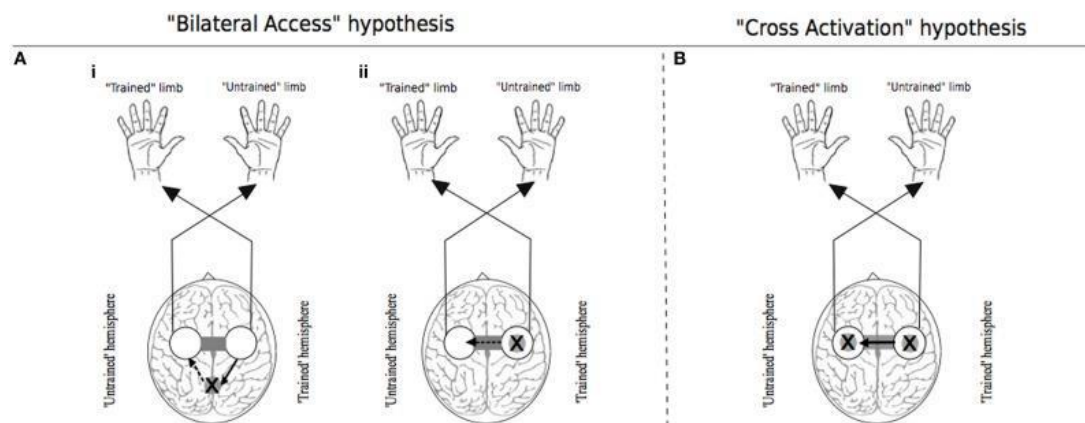 "Bilateral Access" hypothesis
"Cross Activation" hypothesis
A
i
ii
B
"Trained" limb
"Untrained" limb
"Trained" limb
"Untrained" limb
"Trained" limb
"Untrained" limb
'Untrained' hemisphere
'Trained' hemisphere
'Untrained' hemisphere
'Trained' hemisphere
'Untrained' hemisphere
'Trained' hemisphere
X
X
X
X